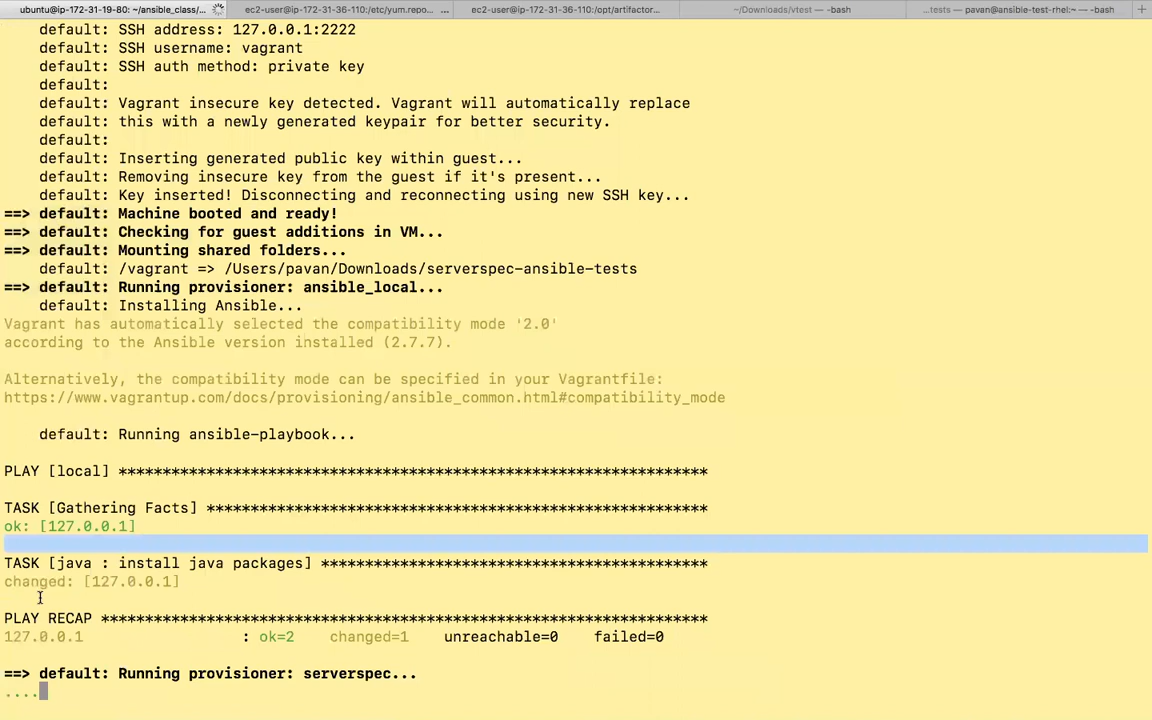 ubuntu@ip-172-31-19-80: ~/ansible_class/...
ec2-user@ip-172-31-36-110:/etc/yum.repo... ...
ec2-user@ip-172-31-36-110:/opt/artifactor...
~/Downloads/vtest — -bash
...tests — pavan@ansible-test-rhel:~ — -bash
+
default: SSH address: 127.0.0.1:2222
default: SSH username: vagrant
default: SSH auth method: private key
default:
default: Vagrant insecure key detected. Vagrant will automatically replace
default: this with a newly generated keypair for better security.
default:
default: Inserting generated public key within guest...
default: Removing insecure key from the guest if it's present...
default: Key inserted! Disconnecting and reconnecting using new SSH key...
==> default: Machine booted and ready!
==> default: Checking for guest additions in VM...
==> default: Mounting shared folders...
default: /vagrant => /Users/pavan/Downloads/serverspec-ansible-tests
==> default: Running provisioner: ansible_local...
default: Installing Ansible...
Vagrant has automatically selected the compatibility mode '2.0'
according to the Ansible version installed (2.7.7).
Alternatively, the compatibility mode can be specified in your Vagrantfile:
https://www.vagrantup.com/docs/provisioning/ansible_common.html#compatibility_mode
default: Running ansible-playbook...
PLAY [local] *******************************************************************
TASK [Gathering Facts] *********************************************************
ok: [127.0.0.1]
TASK [java : install java packages] ********************************************
changed: [127.0.0.1]
PLAY RECAP *********************************************************************
127.0.0.1 : ok=2 changed=1 unreachable=0 failed=0
==> default: Running provisioner: serverspec...
....